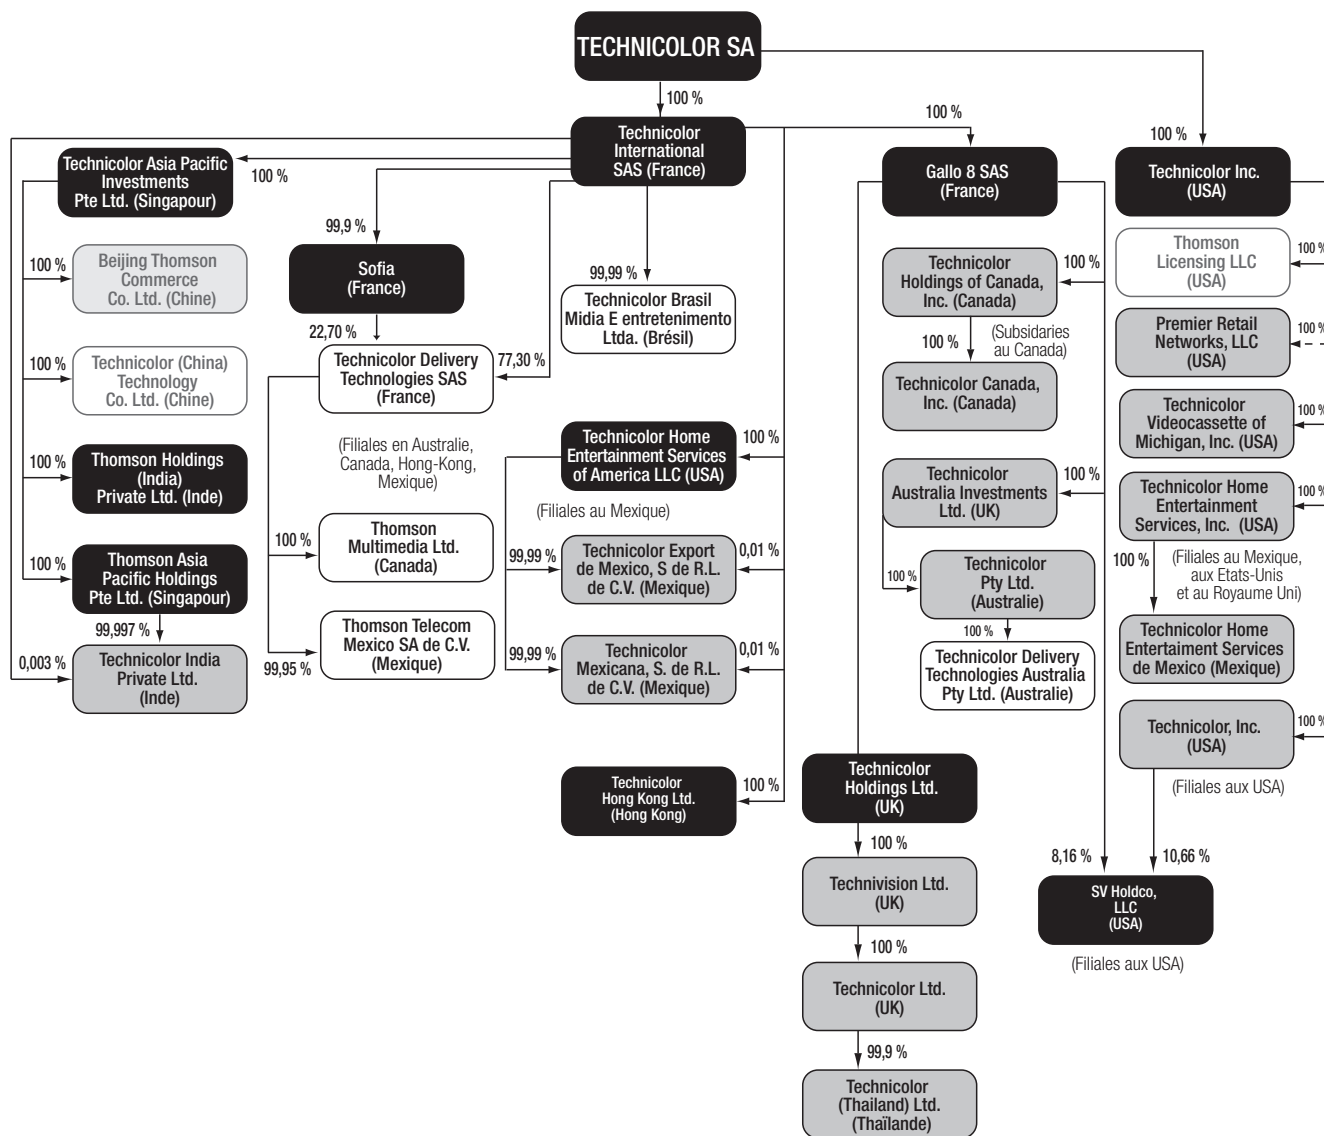 TECHNICOLOR SA
100 %
Technicolor
International
SAS (France)
100 %
100 %
Technicolor Asia Pacific
Investments
Pte Ltd. (Singapour)
100 %
Gallo 8 SAS
(France)
Technicolor Inc.
(USA)
99,9 %
100 %
Beijing Thomson
Commerce
Co. Ltd. (Chine)
Sofia
(France)
99,99 %
Technicolor Brasil
Midia E entretenimento
Ltda. (Brésil)
Technicolor
Holdings of Canada,
Inc. (Canada)
100 %
Thomson
Licensing LLC
(USA)
100 %
22,70 %
100 %
(Subsidaries
au Canada)
Premier Retail
Networks, LLC
(USA)
100 %
100 %
Technicolor (China)
Technology
Co. Ltd. (Chine)
Technicolor Delivery
Technologies SAS
(France)
77,30 %
Technicolor Canada,
Inc. (Canada)
Technicolor
Videocassette of
Michigan, Inc. (USA)
100 %
(Filiales en Australie,
Canada, Hong-Kong,
Mexique)
Technicolor Home
Entertainment Services
of America LLC (USA)
100 %
100 %
Thomson Holdings
(India)
Private Ltd. (Inde)
Technicolor
Australia Investments
Ltd. (UK)
100 %
Technicolor Home
Entertainment
Services, Inc. (USA)
100 %
(Filiales au Mexique)
100 %
Thomson Asia
Pacific Holdings
Pte Ltd. (Singapour)
100 %
Thomson
Multimedia Ltd.
(Canada)
99,99 %
Technicolor Export
de Mexico, S de R.L.
de C.V. (Mexique)
0,01 %
100 %
Technicolor
Pty Ltd.
(Australie)
100 %
(Filiales au Mexique,
aux Etats-Unis
et au Royaume Uni)
99,997 %
0,003 %
Technicolor India
Private Ltd.
(Inde)
99,95 %
Thomson Telecom
Mexico SA de C.V.
(Mexique)
99,99 %
Technicolor
Mexicana, S. de R.L.
de C.V. (Mexique)
0,01 %
100 %
Technicolor Delivery
Technologies Australia
Pty Ltd. (Australie)
Technicolor Home
Entertaiment Services
de Mexico (Mexique)
Technicolor, Inc.
(USA)
100 %
(Filiales aux USA)
Technicolor
Hong Kong Ltd.
(Hong Kong)
100 %
Technicolor
Holdings Ltd.
(UK)
100 %
8,16 %
10,66 %
Technivision Ltd.
(UK)
SV Holdco,
LLC
(USA)
(Filiales aux USA)
100 %
Technicolor Ltd.
(UK)
99,9 %
Technicolor
(Thailand) Ltd.
(Thaïlande)